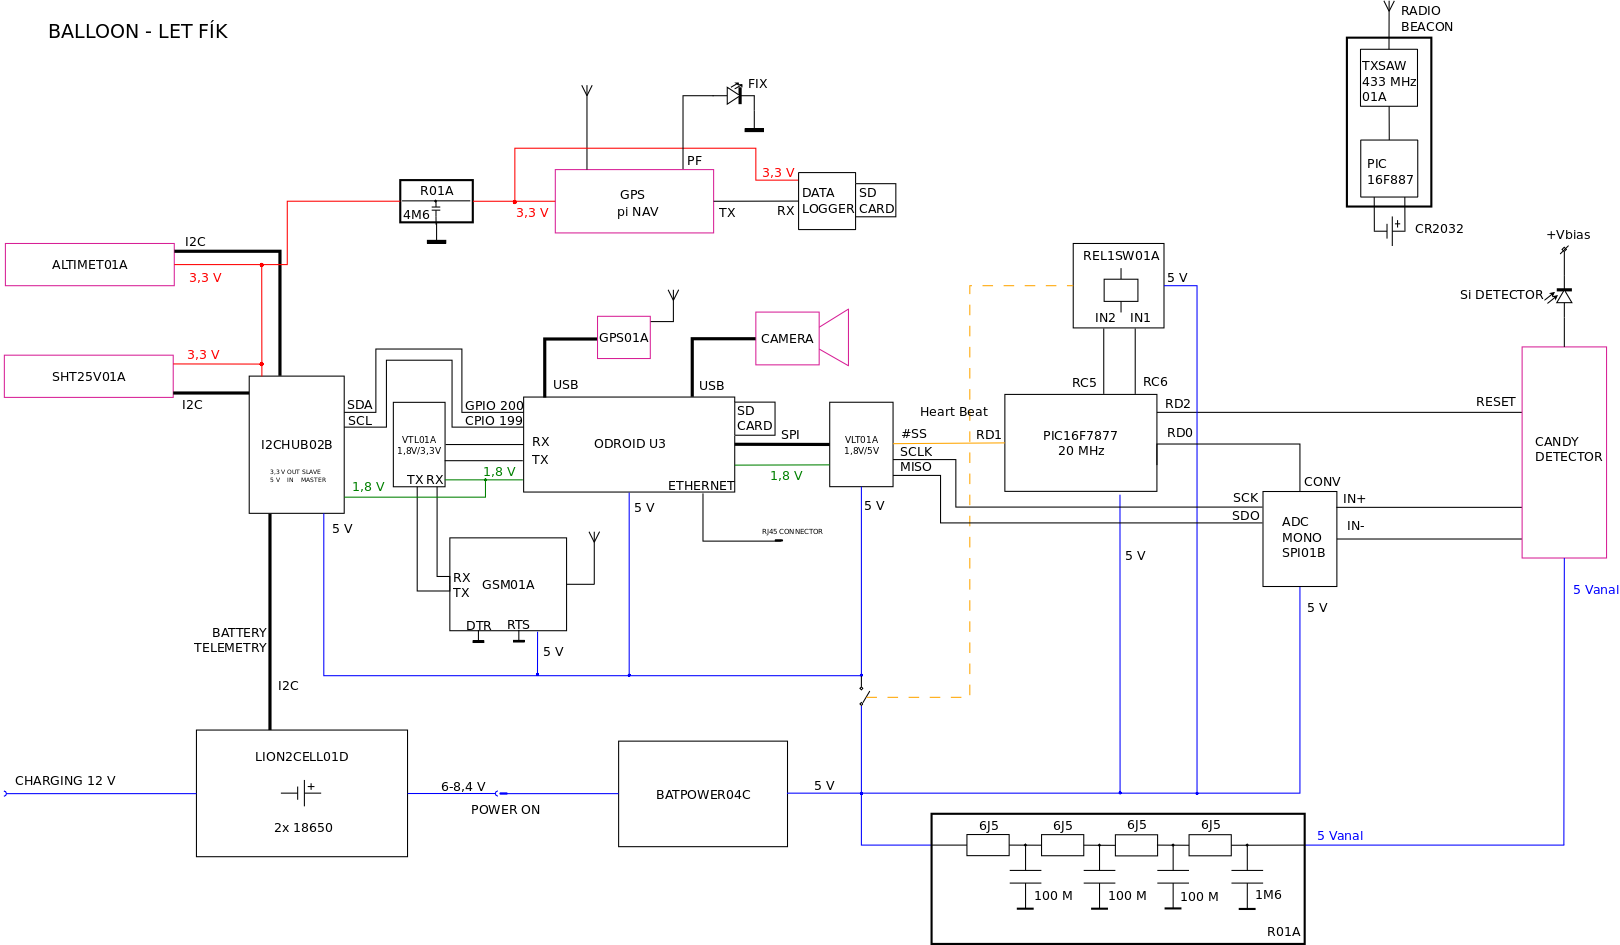 BALLOON - LET FÍK
RADIO
BEACON
TXSAW
433 MHz
01A
PIC
16F887
CR2032
FIX
PF
R01A
4M6
3,3 V
GPS
pi NAV
TX
RX
3,3 V
DATA
LOGGER
SD
CARD
I2C
ALTIMET01A
3,3 V
3,3 V
SHT25V01A
I2C
+Vbias
Si DETECTOR
REL1SW01A
5 V
IN2
IN1
RC5
RC6
GPS01A
USB
CAMERA
USB
SDA
SCL
GPIO 200
CPIO 199
I2CHUB02B
3,3 V OUT SLAVE
5 V IN MASTER
VTL01A
1,8V/3,3V
TX RX
1,8 V
1,8 V
RX
TX
ODROID U3
ETHERNET
SD
CARD
SPI
1,8 V
VLT01A
1,8V/5V
Heart Beat
#SS
SCLK
MISO
RD1
PIC16F7877
20 MHz
RD2
RD0
RESET
CANDY
DETECTOR
CONV
SCK
SDO
ADC
MONO
SPI01B
IN+
IN-
5 V
5 V
5 V
RJ45 CONNECTOR
5 V
5 V
5 Vanal
RX
TX
GSM01A
DTR
RTS
5 V
BATTERY
TELEMETRY
I2C
LION2CELL01D
+
2x 18650
CHARGING 12 V
6-8,4 V
POWER ON
BATPOWER04C
5 V
6J5
6J5
6J5
6J5
100 M
100 M
100 M
1M6
R01A
5 Vanal